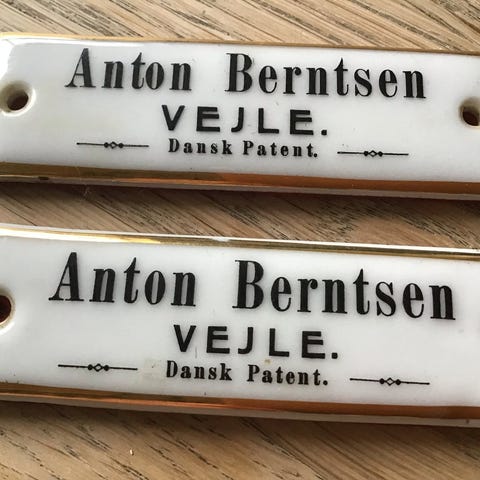 Anton Berntsen
VEJLE.
Dansk Patent.
Anton Berntsen
VEJLE.
Dansk Patent.